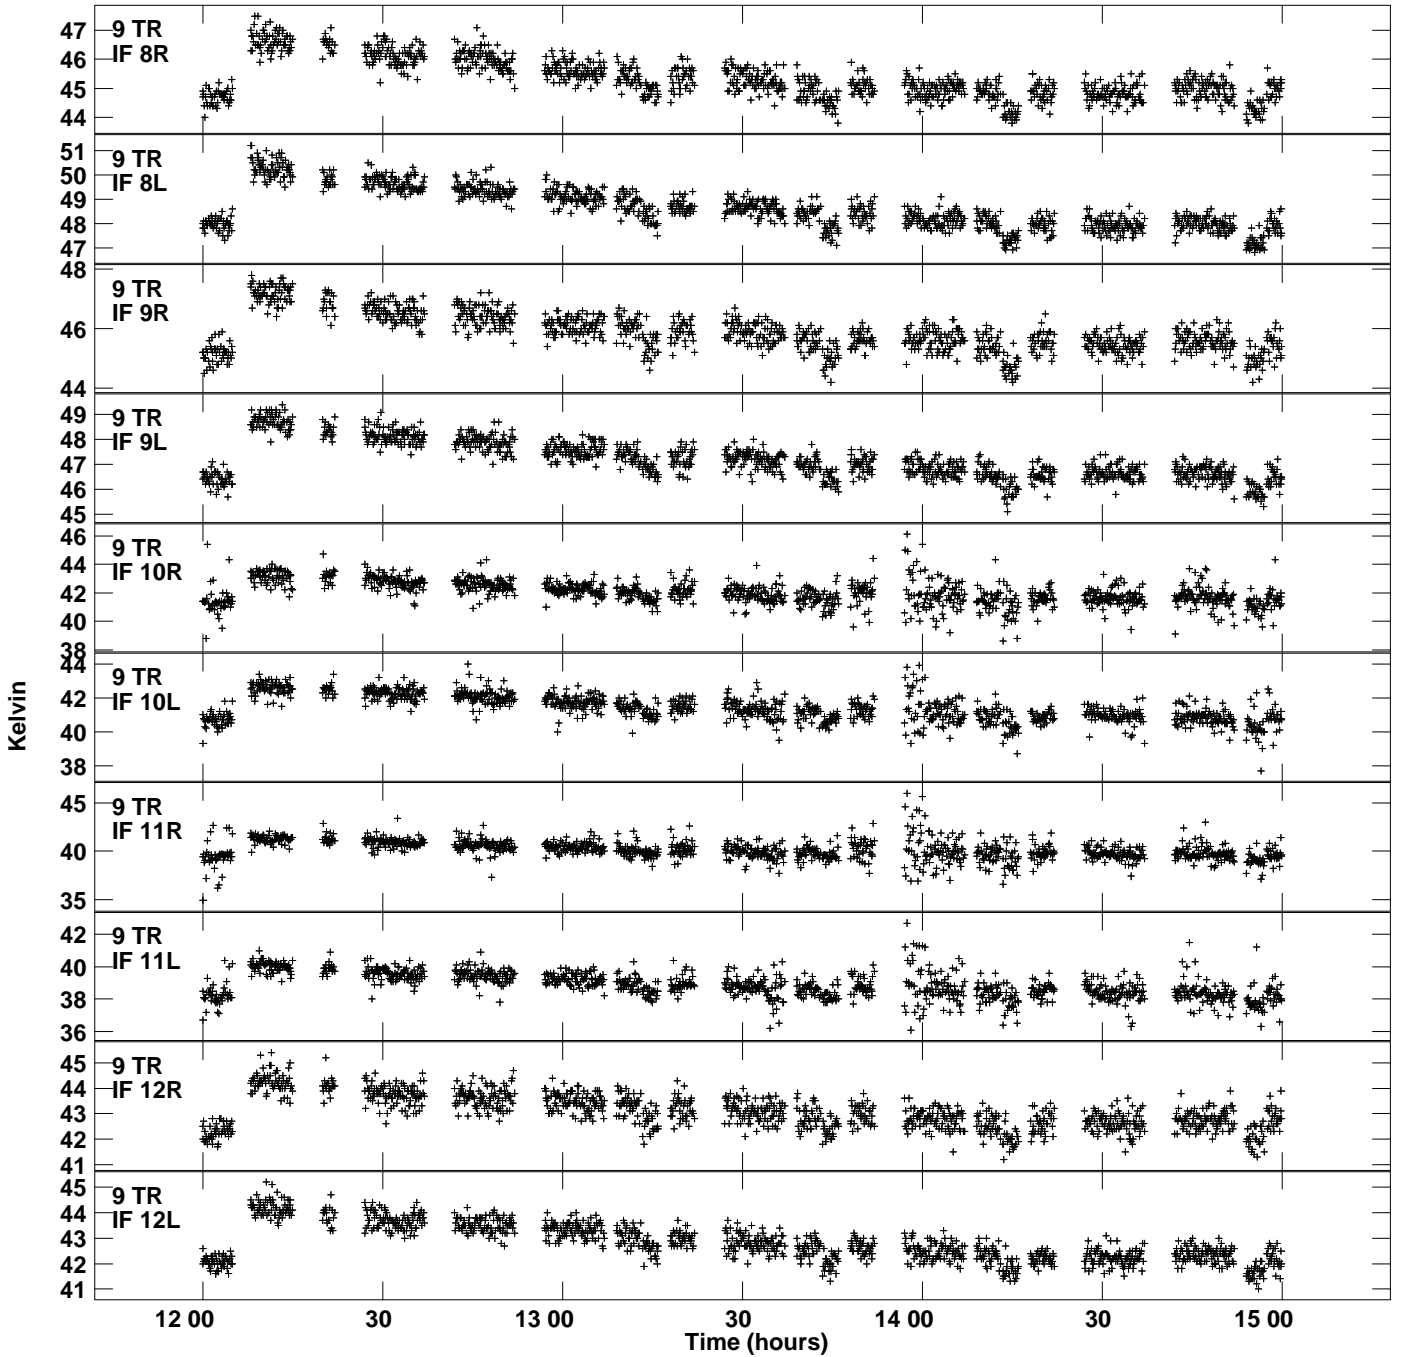 47
46
45
44
9 TR
IF 8R
51
50
49
48
47
9 TR
IF 8L
48
46
44
9 TR
IF 9R
49
48
47
46
45
9 TR
IF 9L
46
44
42
40
38
9 TR
IF 10R
44
42
40
38
9 TR
IF 10L
45
40
35
9 TR
IF 11R
42
40
38
36
9 TR
IF 11L
45
44
43
42
41
9 TR
IF 12R
45
44
43
42
41
9 TR
IF 12L
Kelvin
12 00 30 13 00 30 14 00 30 15 00
Time (hours)